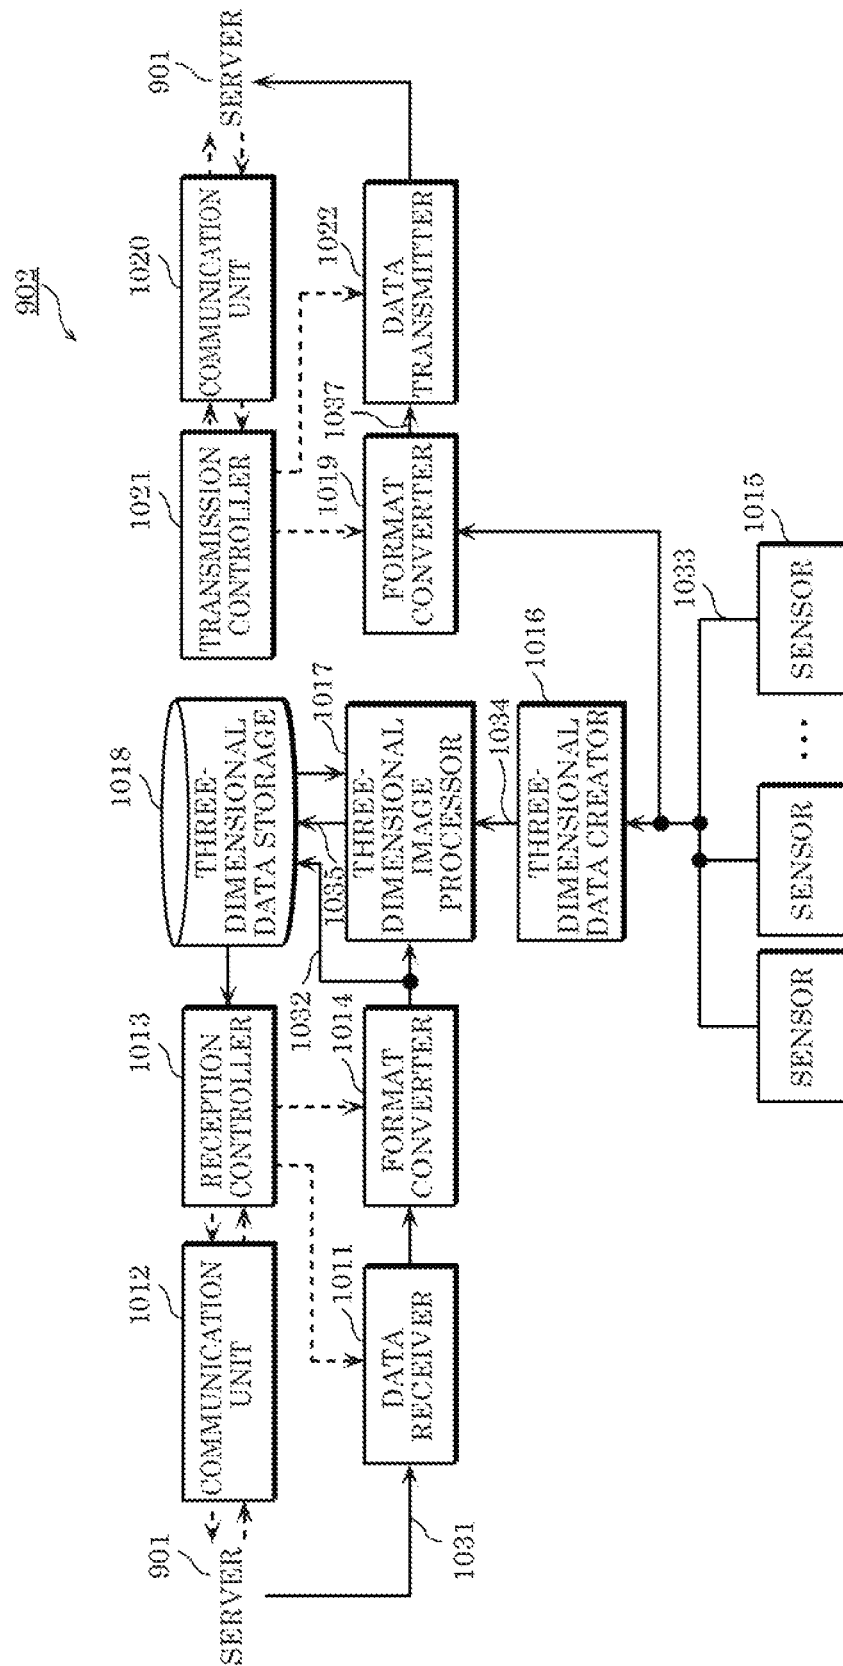 902
901
SERVER
1012
COMMUNICATION
UNIT
1013
RECEPTION
CONTROLLER
1018
THREE-
DIMENSIONAL
DATA STORAGE
1021
TRANSMISSION
CONTROLLER
1020
COMMUNICATION
UNIT
901
SERVER
1031
1011
DATA
RECEIVER
1014
FORMAT
CONVERTER
1032
1035
1017
THREE-
DIMENSIONAL
IMAGE
PROCESSOR
1019
FORMAT
CONVERTER
1037
1022
DATA
TRANSMITTER
1034
1016
THREE-
DIMENSIONAL
DATA CREATOR
1033
1015
SENSOR
SENSOR
...
SENSOR